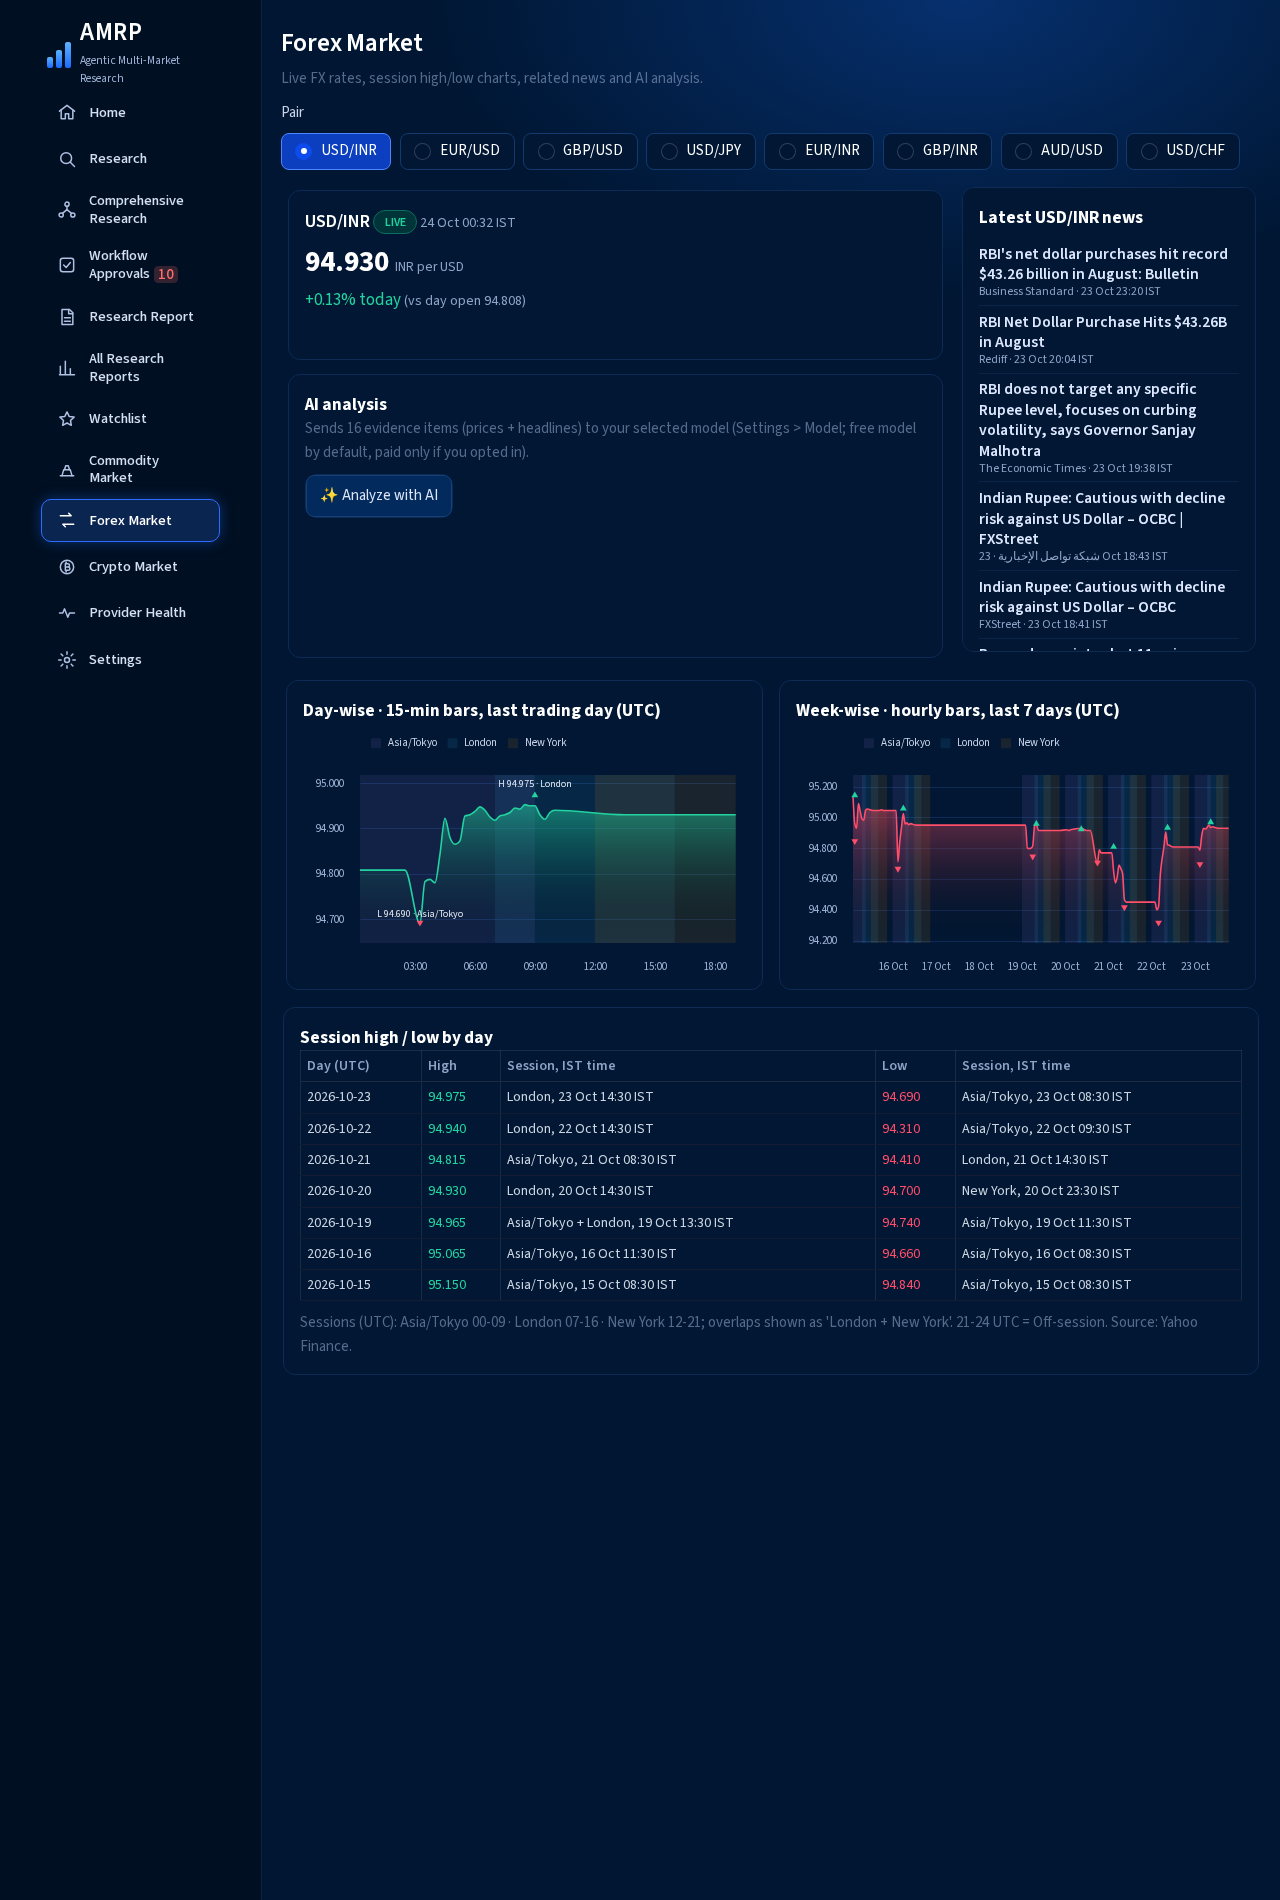 AMRP
Agentic Multi-Market
Research
Home
Research
Comprehensive
Research
Workflow
Approvals 10
Research Report
All Research
Reports
Watchlist
Commodity
Market
Forex Market
Crypto Market
Provider Health
Settings
Forex Market
Live FX rates, session high/low charts, related news and AI analysis.
Pair
USD/INR EUR/USD GBP/USD USD/JPY EUR/INR GBP/INR AUD/USD USD/CHF
USD/INR LIVE 24 Oct 00:32 IST
94.930 INR per USD
+0.13% today (vs day open 94.808)
AI analysis
Sends 16 evidence items (prices + headlines) to your selected model (Settings > Model; free model
by default, paid only if you opted in).
✨ Analyze with AI
Latest USD/INR news
RBI's net dollar purchases hit record
$43.26 billion in August: Bulletin
Business Standard · 23 Oct 23:20 IST
RBI Net Dollar Purchase Hits $43.26B
in August
Rediff · 23 Oct 20:04 IST
RBI does not target any specific
Rupee level, focuses on curbing
volatility, says Governor Sanjay
Malhotra
The Economic Times · 23 Oct 19:38 IST
Indian Rupee: Cautious with decline
risk against US Dollar – OCBC |
FXStreet
شبكة تواصل الإخبارية · 23 Oct 18:43 IST
Indian Rupee: Cautious with decline
risk against US Dollar – OCBC
FXStreet · 23 Oct 18:41 IST
Day-wise · 15-min bars, last trading day (UTC)
Asia/Tokyo London New York
95.000
94.900
94.800
94.700
H 94.975 · London
L 94.690 · Asia/Tokyo
03:00 06:00 09:00 12:00 15:00 18:00
Week-wise · hourly bars, last 7 days (UTC)
Asia/Tokyo London New York
95.200
95.000
94.800
94.600
94.400
94.200
16 Oct 17 Oct 18 Oct 19 Oct 20 Oct 21 Oct 22 Oct 23 Oct
Session high / low by day
Day (UTC) High Session, IST time Low Session, IST time
2026-10-23 94.975 London, 23 Oct 14:30 IST 94.690 Asia/Tokyo, 23 Oct 08:30 IST
2026-10-22 94.940 London, 22 Oct 14:30 IST 94.310 Asia/Tokyo, 22 Oct 09:30 IST
2026-10-21 94.815 Asia/Tokyo, 21 Oct 08:30 IST 94.410 London, 21 Oct 14:30 IST
2026-10-20 94.930 London, 20 Oct 14:30 IST 94.700 New York, 20 Oct 23:30 IST
2026-10-19 94.965 Asia/Tokyo + London, 19 Oct 13:30 IST 94.740 Asia/Tokyo, 19 Oct 11:30 IST
2026-10-16 95.065 Asia/Tokyo, 16 Oct 11:30 IST 94.660 Asia/Tokyo, 16 Oct 08:30 IST
2026-10-15 95.150 Asia/Tokyo, 15 Oct 08:30 IST 94.840 Asia/Tokyo, 15 Oct 08:30 IST
Sessions (UTC): Asia/Tokyo 00-09 · London 07-16 · New York 12-21; overlaps shown as 'London + New York'. 21-24 UTC = Off-session. Source: Yahoo
Finance.